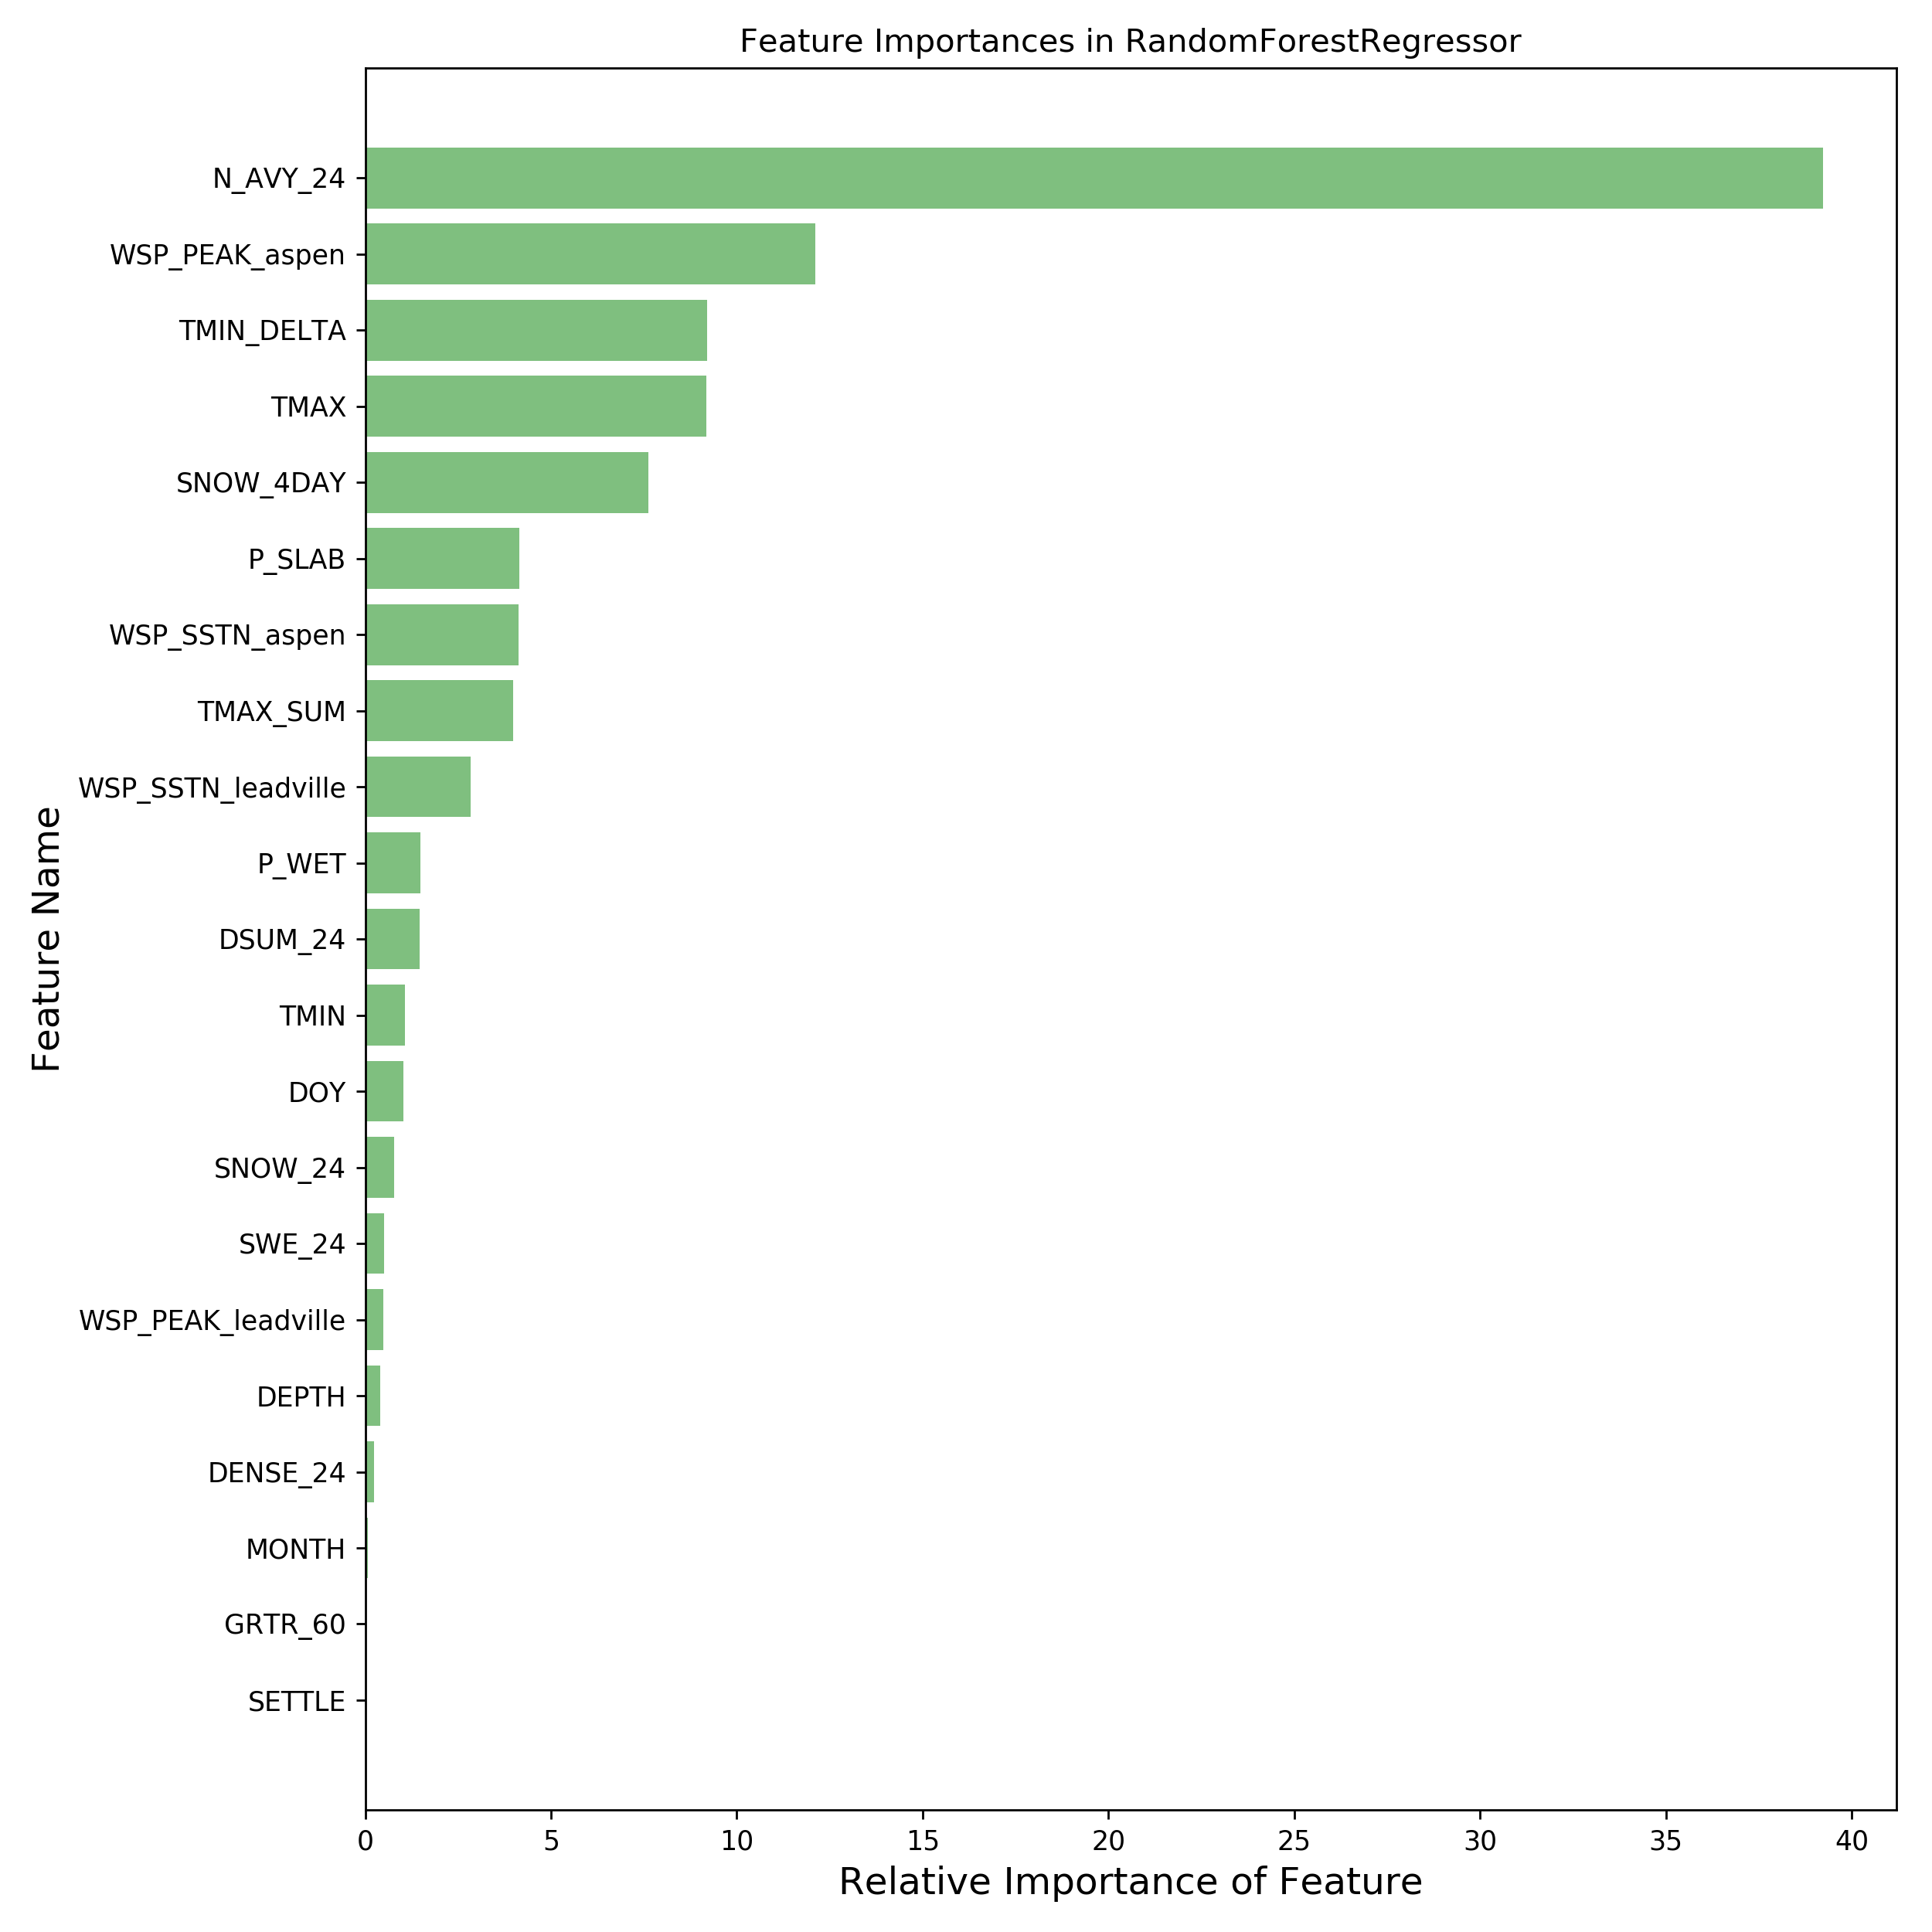 Feature Importances in RandomForestRegressor
N_AVY_24
WSP_PEAK_aspen
TMIN_DELTA
TMAX
SNOW_4DAY
P_SLAB
WSP_SSTN_aspen
TMAX_SUM
WSP_SSTN_leadville
P_WET
DSUM_24
TMIN
DOY
SNOW_24
SWE_24
WSP_PEAK_leadville
DEPTH
DENSE_24
MONTH
GRTR_60
SETTLE
Feature Name
0 5 10 15 20 25 30 35 40
Relative Importance of Feature